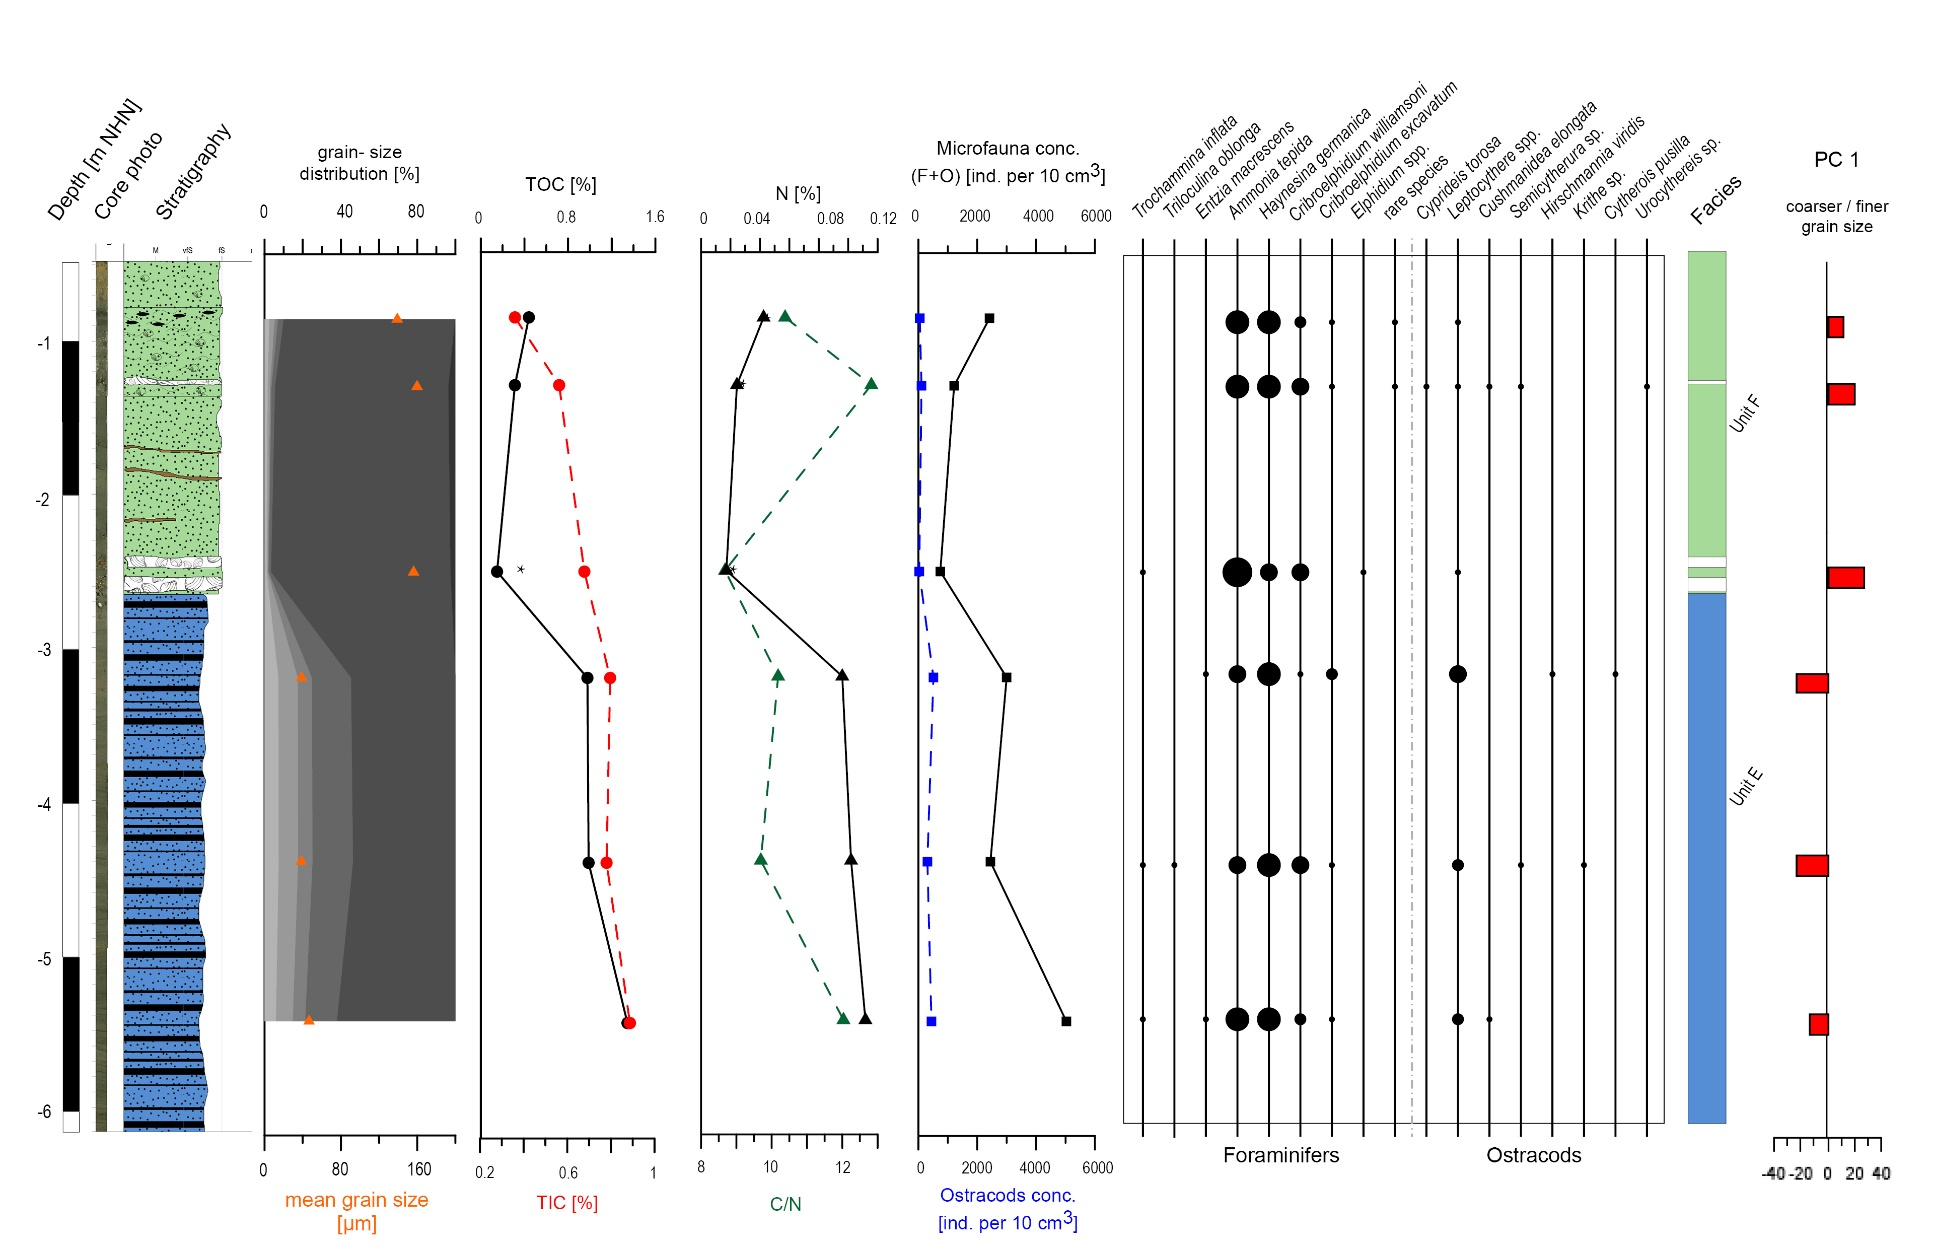 Depth [m NHN]
Core photo
Stratigraphy
grain- size
distribution [%]
0 40 80
TOC [%]
0 0.8 1.6
N [%]
0 0.04 0.08 0.12
Microfauna conc.
(F+O) [ind. per 10 cm3]
0 2000 4000 6000
Trochammina inflata
Triloculina oblonga
Entzia macrescens
Ammonia tepida
Haynesina germanica
Cribroelphidium williamsoni
Cribroelphidium excavatum
Elphidium spp.
rare species
Cyprideis torosa
Leptocythere spp.
Cushmanidea elongata
Semicytherura sp.
Hirschmannia viridis
Krithe sp.
Cytherois pusilla
Urocythereis sp.
Facies
PC 1
coarser / finer
grain size
M vfS fS
-1
-2
-3
-4
-5
-6
*
*
*
Unit F
Unit E
0 80 160
mean grain size
[µm]
0.2 0.6 1
TIC [%]
8 10 12
C/N
0 2000 4000 6000
Ostracods conc.
[ind. per 10 cm3]
Foraminifers
Ostracods
-40 -20 0 20 40